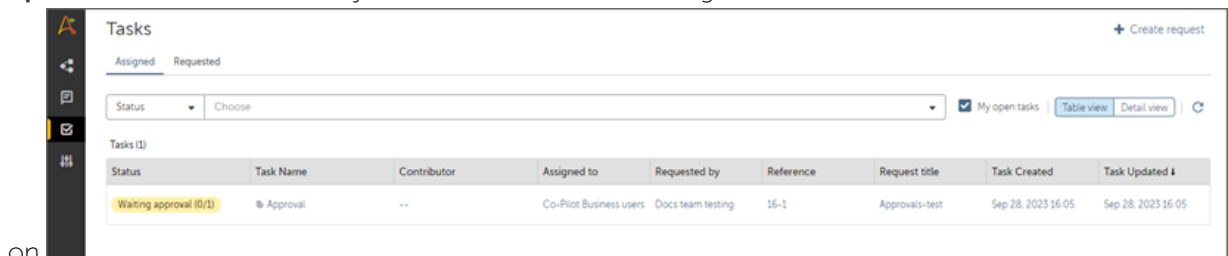 Tasks
+ Create request
Assigned Requested
Status Choose My open tasks Table view Detail view
Tasks (1)
Status Task Name Contributor Assigned to Requested by Reference Request title Task Created Task Updated
Waiting approval (0/1) Approval -- Co-Pilot Business users Docs team testing 16-1 Approvals-test Sep 28, 2023 16:05 Sep 28, 2023 16:05
on